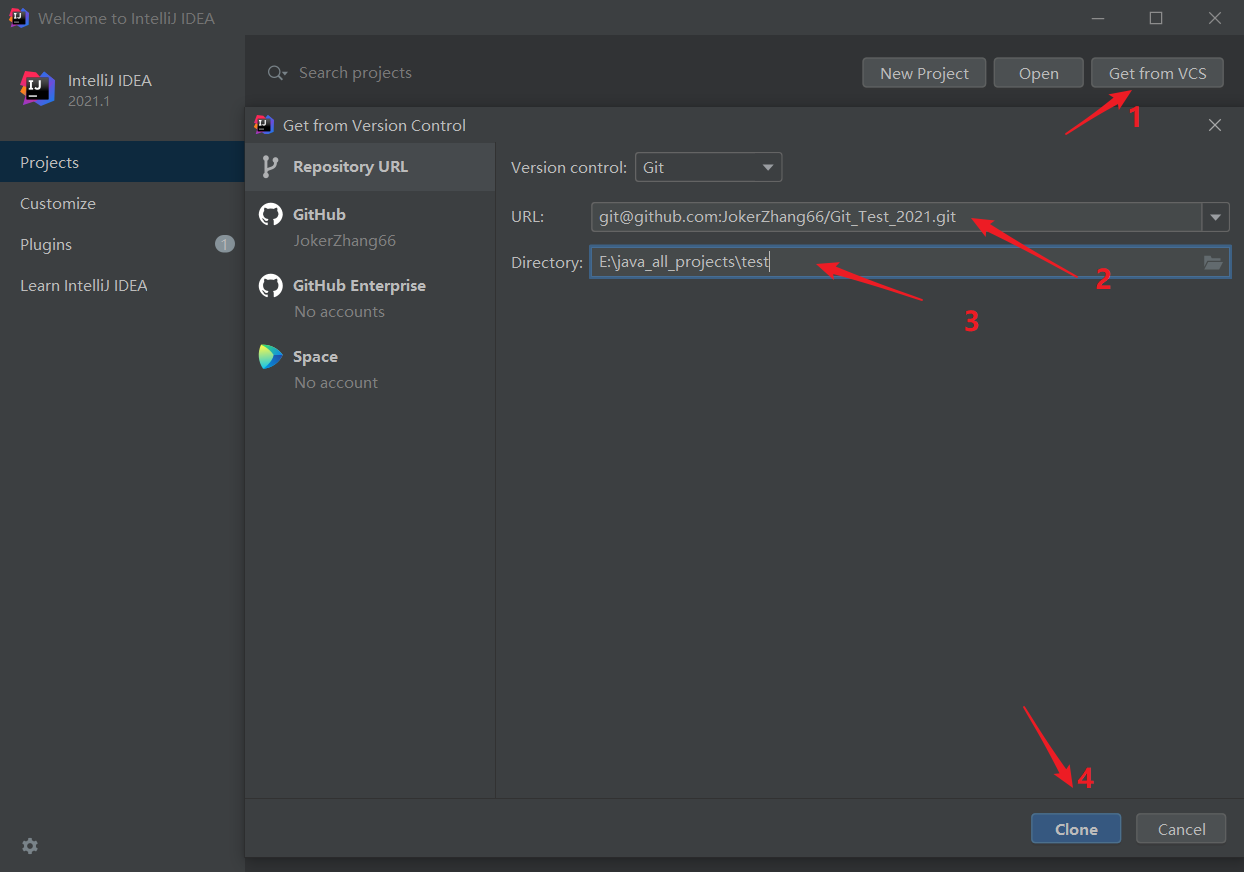 Welcome to IntelliJ IDEA
IntelliJ IDEA
2021.1
Search projects
New Project
Open
Get from VCS
1
Projects
Customize
Plugins
1
Learn IntelliJ IDEA
Get from Version Control
Repository URL
GitHub
JokerZhang66
GitHub Enterprise
No accounts
Space
No account
Version control: Git
URL: git@github.com:JokerZhang66/Git_Test_2021.git
2
Directory: E:\java_all_projects\test
3
4
Clone
Cancel